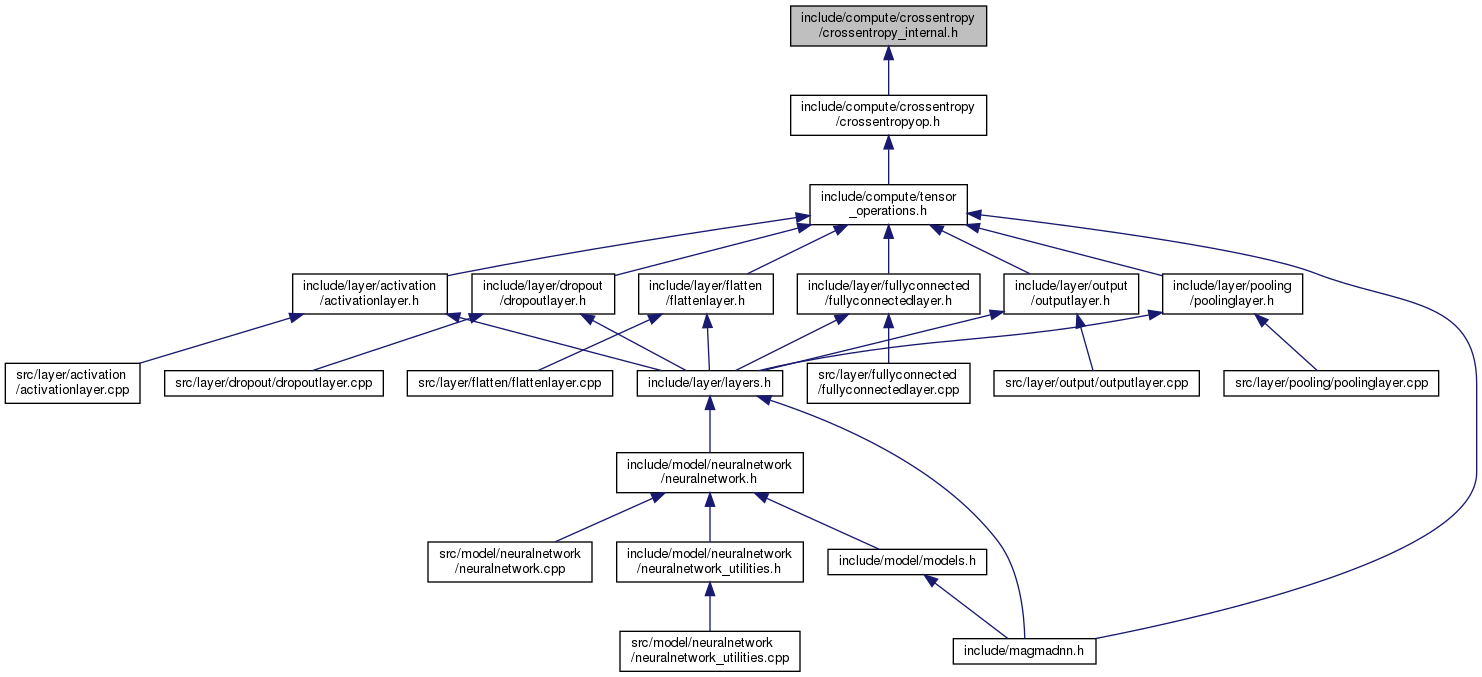 include/compute/crossentropy
/crossentropy_internal.h
include/compute/crossentropy
/crossentropyop.h
include/compute/tensor
_operations.h
include/layer/activation
/activationlayer.h
include/layer/dropout
/dropoutlayer.h
include/layer/flatten
/flattenlayer.h
include/layer/fullyconnected
/fullyconnectedlayer.h
include/layer/output
/outputlayer.h
include/layer/pooling
/poolinglayer.h
src/layer/activation
/activationlayer.cpp
src/layer/dropout/dropoutlayer.cpp
src/layer/flatten/flattenlayer.cpp
include/layer/layers.h
src/layer/fullyconnected
/fullyconnectedlayer.cpp
src/layer/output/outputlayer.cpp
src/layer/pooling/poolinglayer.cpp
include/model/neuralnetwork
/neuralnetwork.h
src/model/neuralnetwork
/neuralnetwork.cpp
include/model/neuralnetwork
/neuralnetwork_utilities.h
include/model/models.h
src/model/neuralnetwork
/neuralnetwork_utilities.cpp
include/magmadnn.h